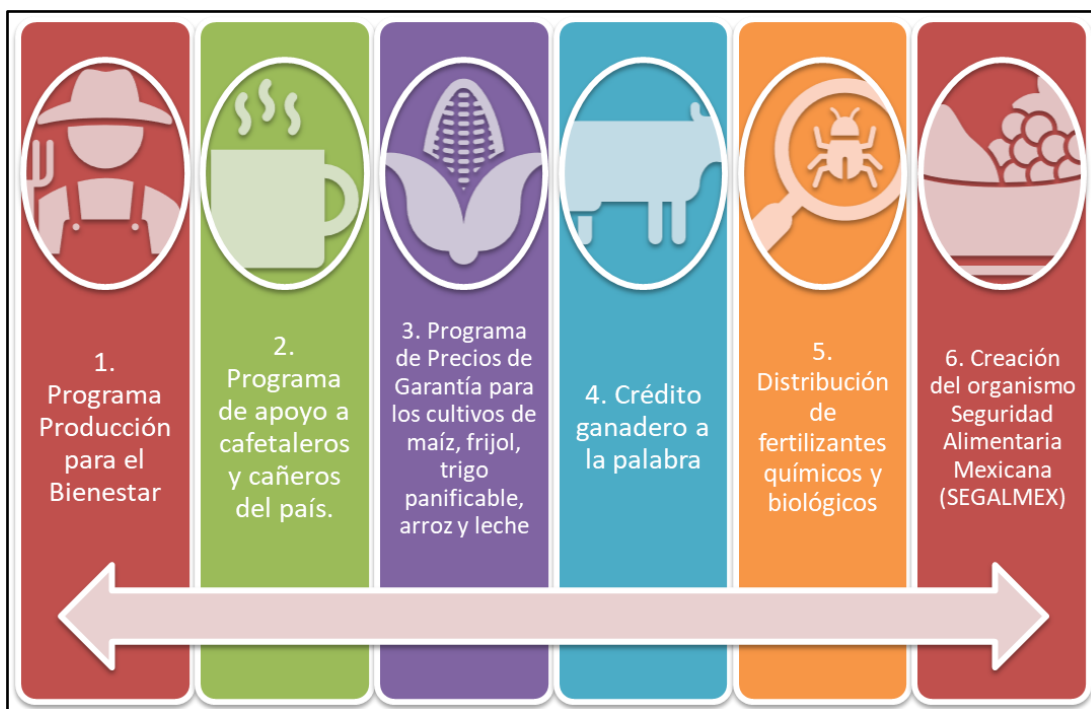 1.
Programa
Producción
para el
Bienestar
2.
Programa
de apoyo a
cafetaleros
y cañeros
del país.
3. Programa
de Precios de
Garantía para
los cultivos de
maíz, frijol,
trigo
panificable,
arroz y leche
4. Crédito
ganadero a
la palabra
5.
Distribución
de
fertilizantes
químicos y
biológicos
6. Creación
del organismo
Seguridad
Alimentaria
Mexicana
(SEGALMEX)